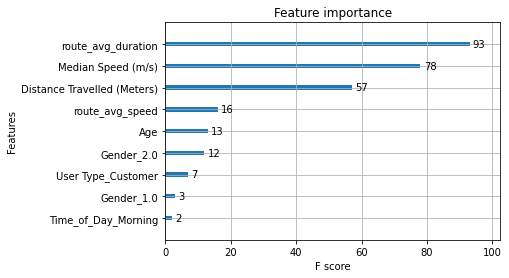 Feature importance
route_avg_duration 93
Median Speed (m/s) 78
Distance Travelled (Meters) 57
route_avg_speed 16
Age 13
Gender_2.0 12
User Type_Customer 7
Gender_1.0 3
Time_of_Day_Morning 2
Features
0 20 40 60 80 100
F score